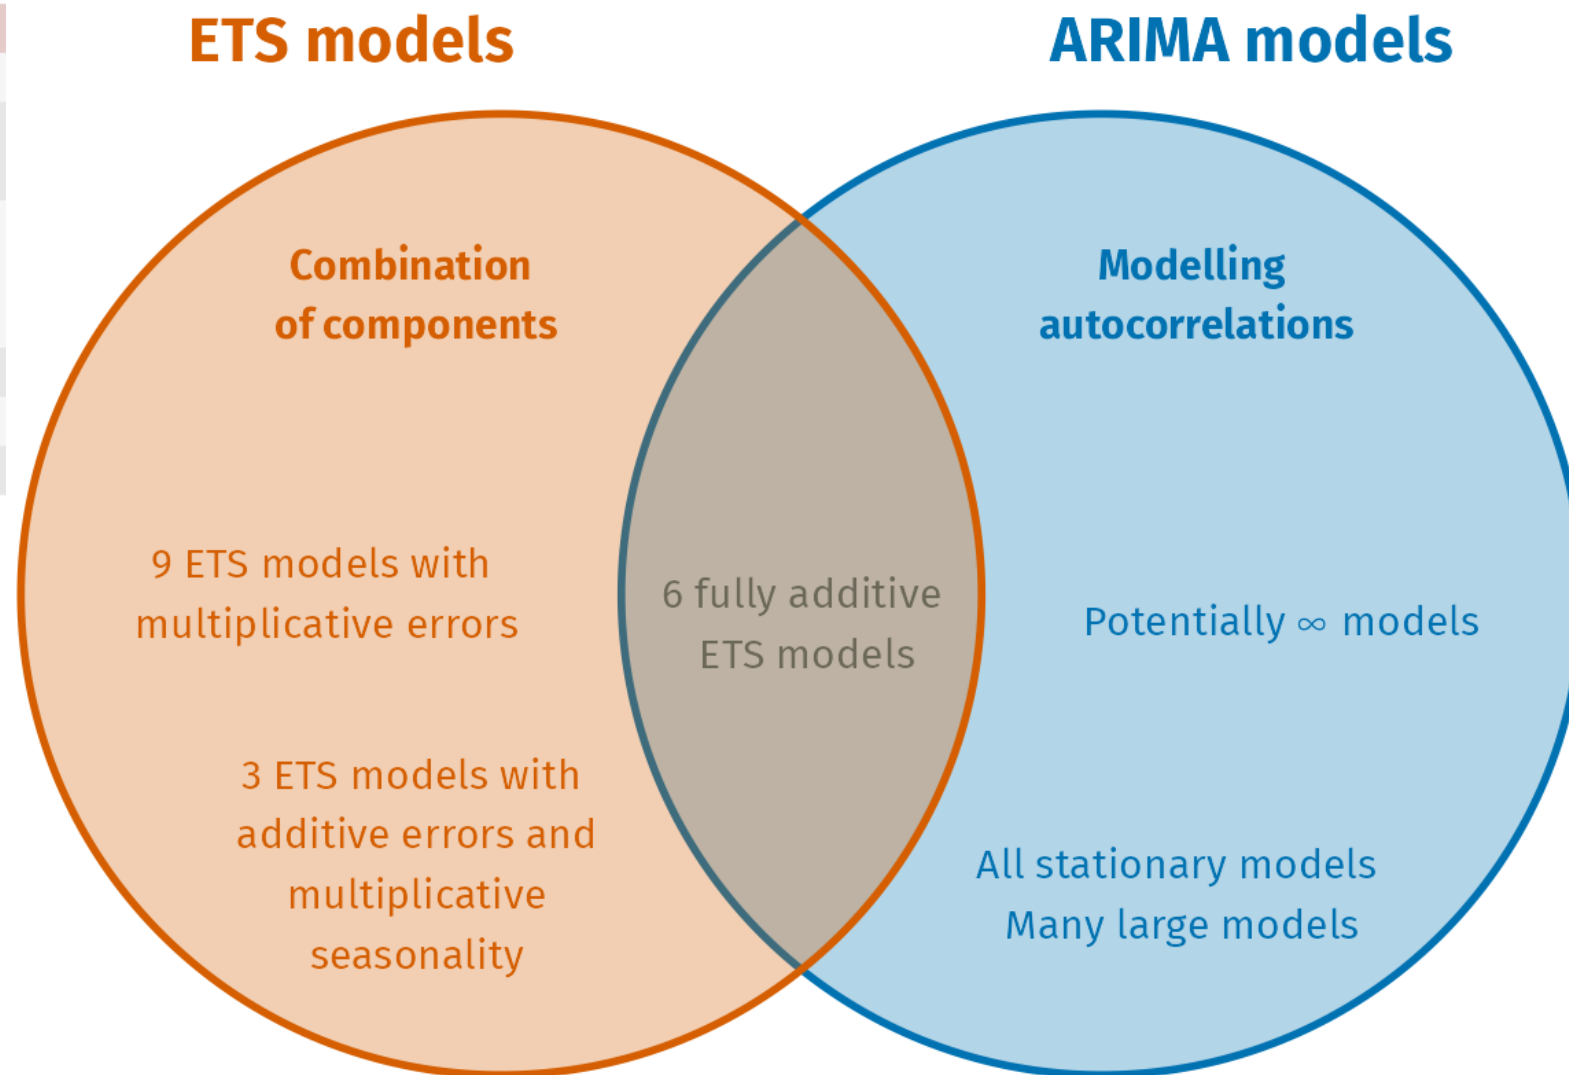 ETS models
ARIMA models
Combination
of components
Modelling
autocorrelations
9 ETS models with
multiplicative errors
6 fully additive
ETS models
Potentially ∞ models
3 ETS models with
additive errors and
multiplicative
seasonality
All stationary models
Many large models